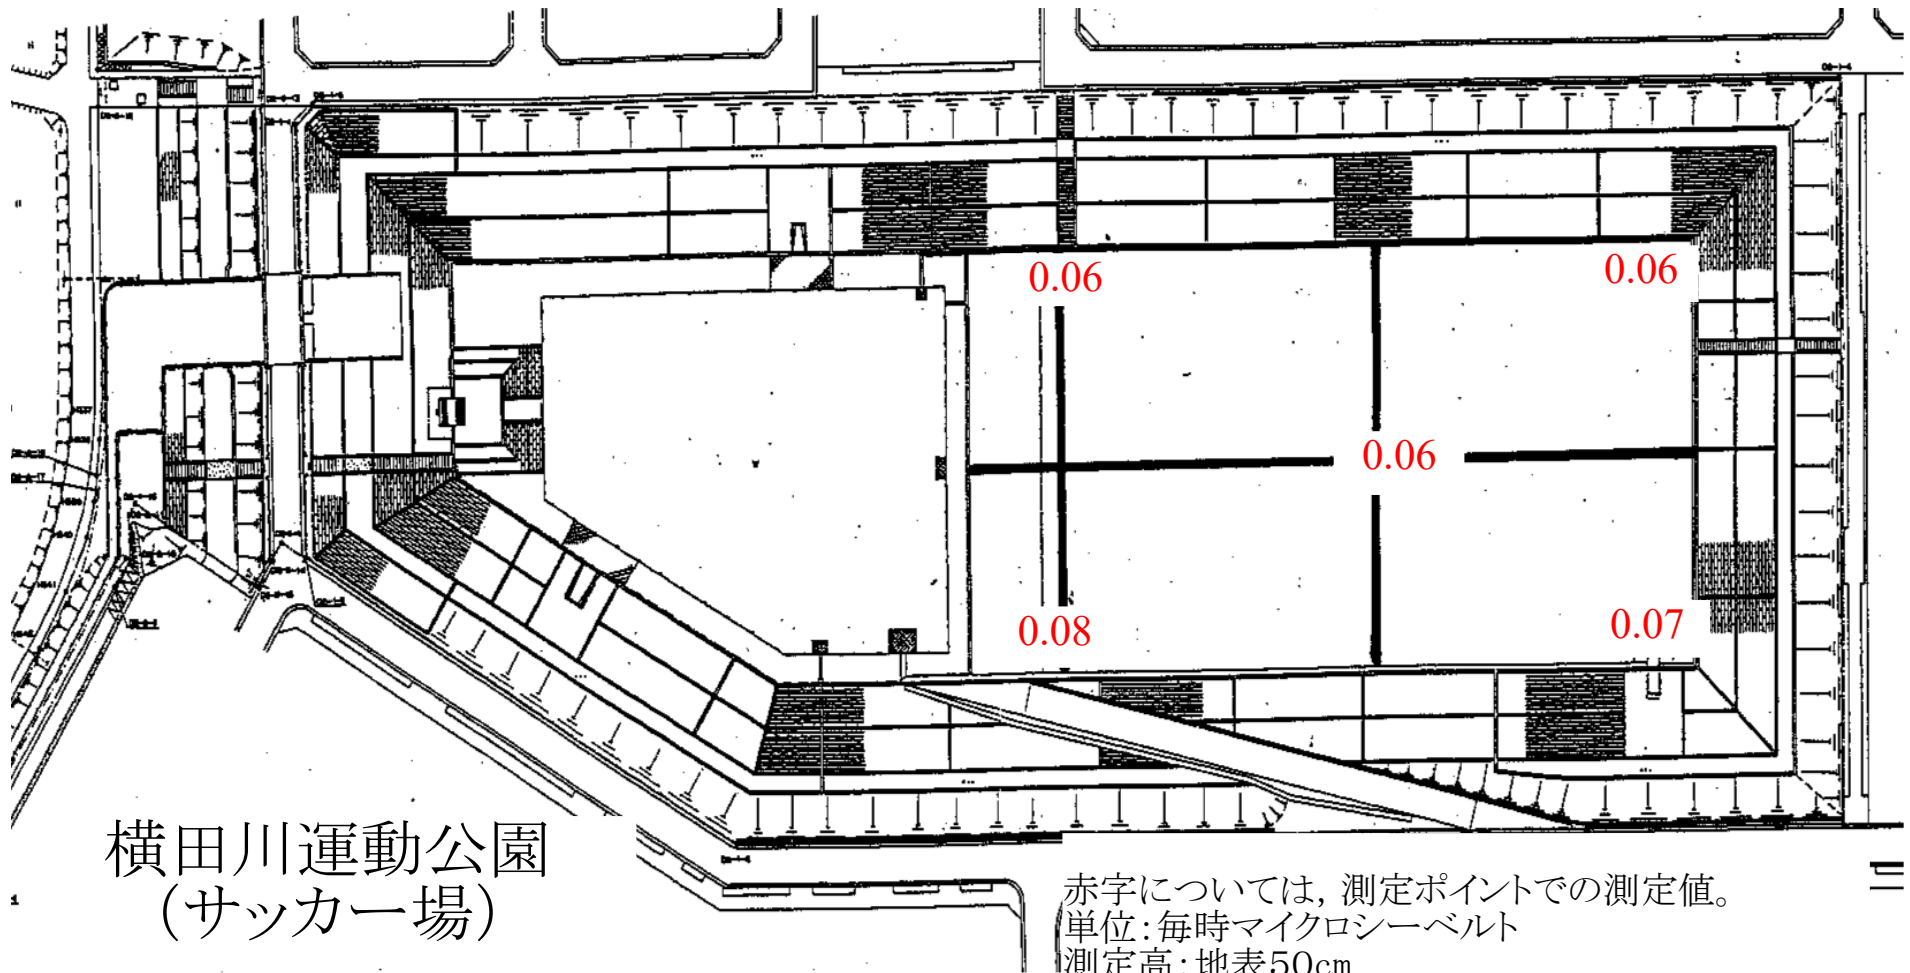 0.06
0.06
0.06
0.08
0.07
横田川運動公園
(サッカー場)
赤字については, 測定ポイントでの測定値。
単位：毎時マイクロシーベルト
測定高：地表50cm